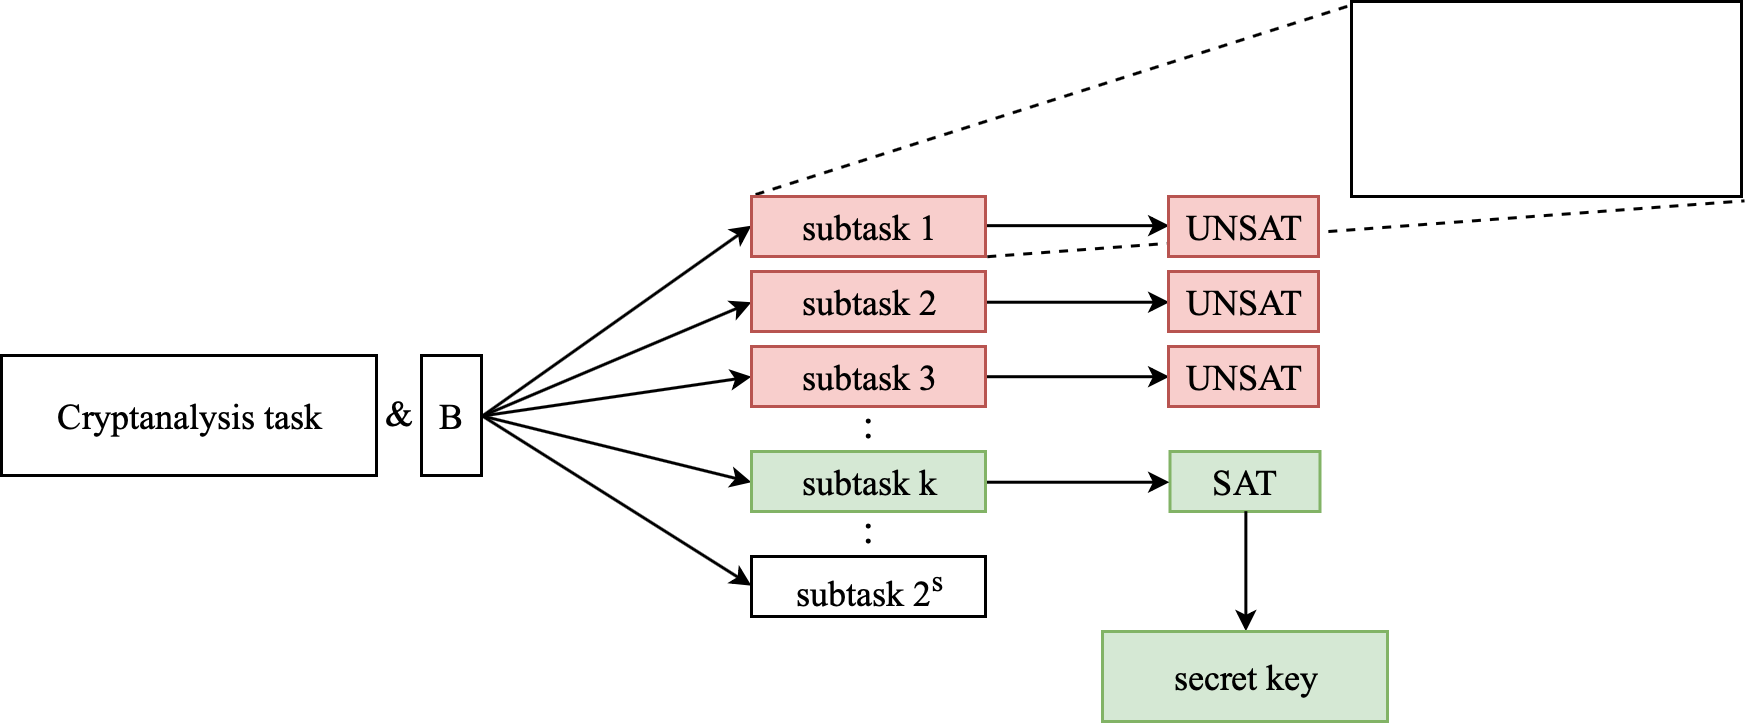 subtask 1
UNSAT
subtask 2
UNSAT
subtask 3
UNSAT
Cryptanalysis task
&
B
⋮
subtask k
SAT
⋮
subtask 2ˢ
secret key